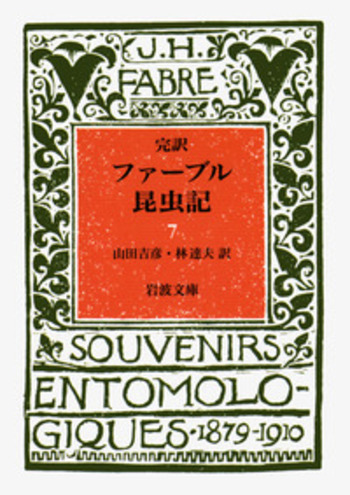 J.H.
FABRE
完訳
ファーブル
昆虫記
7
山田吉彦・林達夫 訳
岩波文庫
SOUVENIRS
ENTOMOLO-
GIQUES・1879-1910